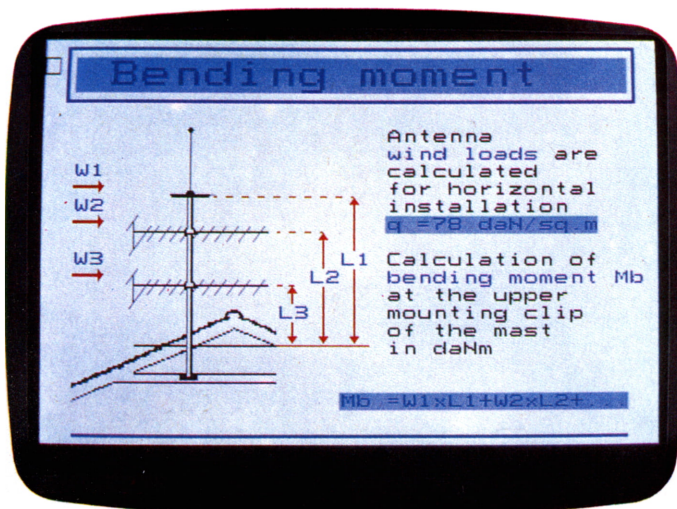 Bending moment
Antenna
wind loads are
calculated
for horizontal
installation
q =78 daN/sq.m
W1
W2
W3
L1
L2
L3
Calculation of
bending moment Mb
at the upper
mounting clip
of the mast
in daNm
Mb =W1xL1+W2xL2+...